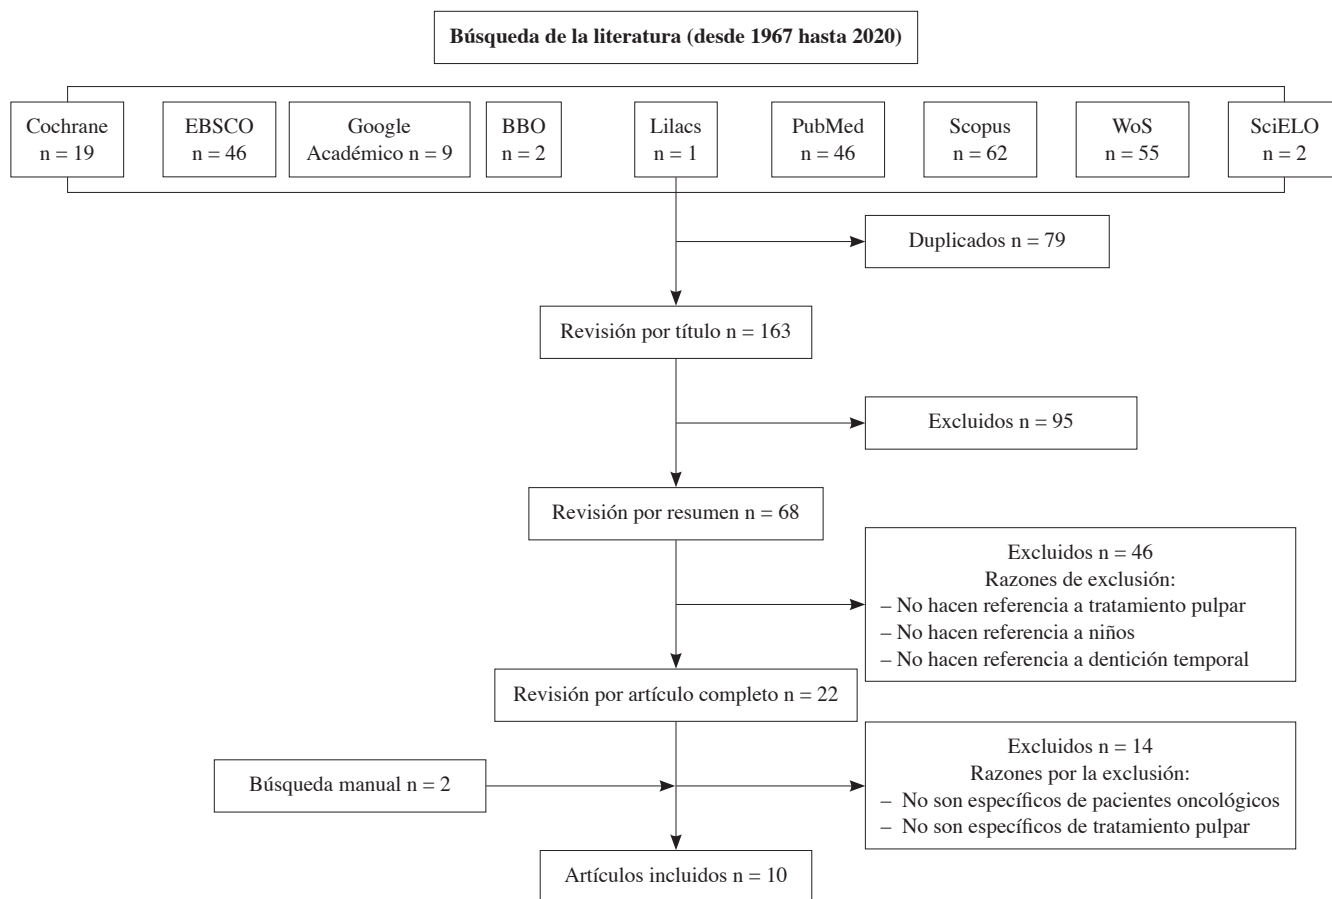 Búsqueda de la literatura (desde 1967 hasta 2020)
Cochrane
n = 19
EBSCO
n = 46
Google
Académico n = 9
BBO
n = 2
Lilacs
n = 1
PubMed
n = 46
Scopus
n = 62
WoS
n = 55
SciELO
n = 2
Duplicados n = 79
Revisión por título n = 163
Excluidos n = 95
Revisión por resumen n = 68
Excluidos n = 46
Razones de exclusión:
– No hacen referencia a tratamiento pulpar
– No hacen referencia a niños
– No hacen referencia a dentición temporal
Revisión por artículo completo n = 22
Búsqueda manual n = 2
Excluidos n = 14
Razones por la exclusión:
– No son específicos de pacientes oncológicos
– No son específicos de tratamiento pulpar
Artículos incluidos n = 10